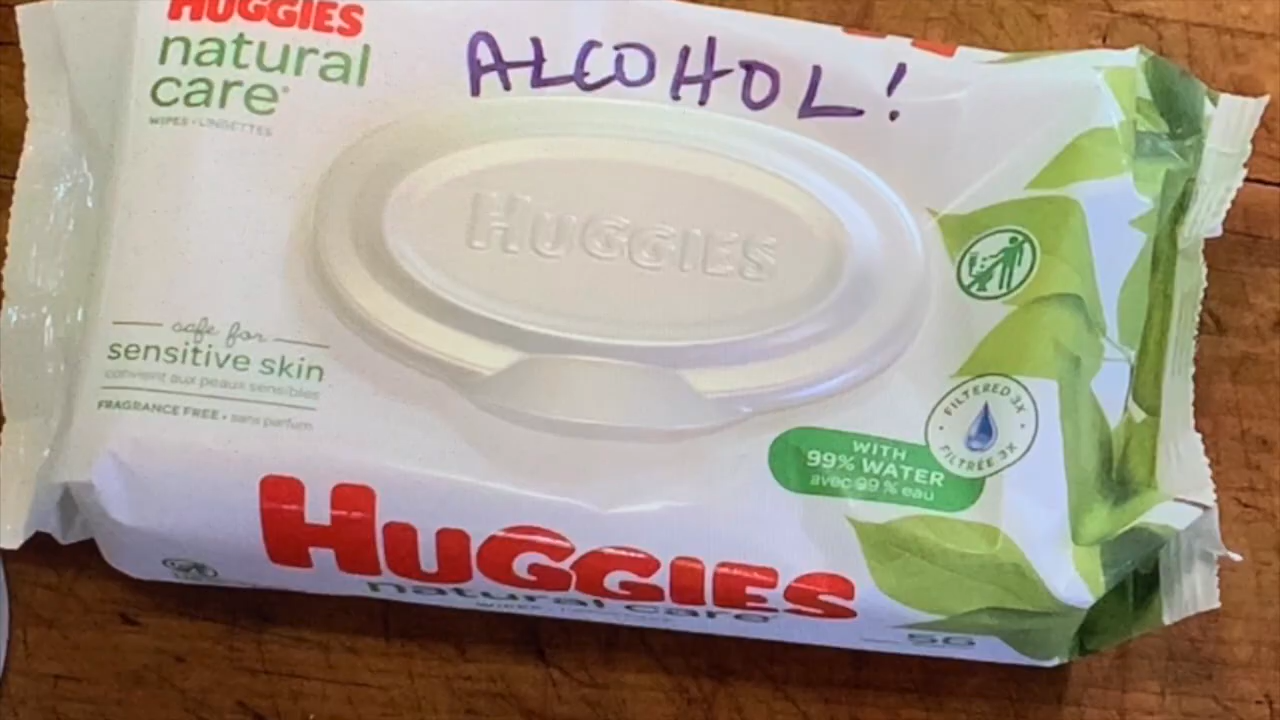 HUGGIES
natural
care
WIPES • LINGETTES
ALCOHOL!
HUGGIES
safe for
sensitive skin
convient aux peaux sensibles
FRAGRANCE FREE • sans parfum
FILTERED 3X
FILTRÉE 3X
WITH
99% WATER
avec 99 % eau
HUGGIES
natural care
56